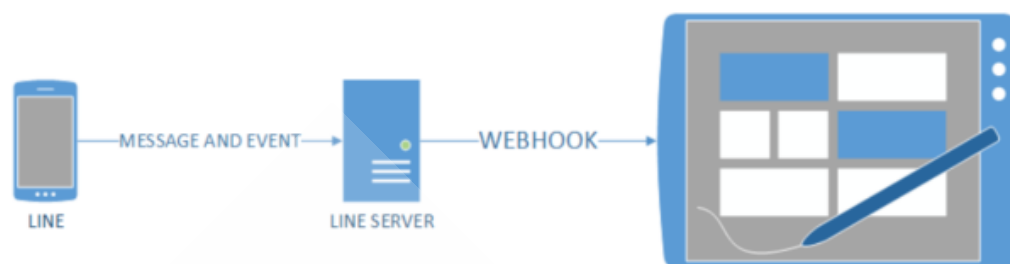 MESSAGE AND EVENT
WEBHOOK
LINE
LINE SERVER